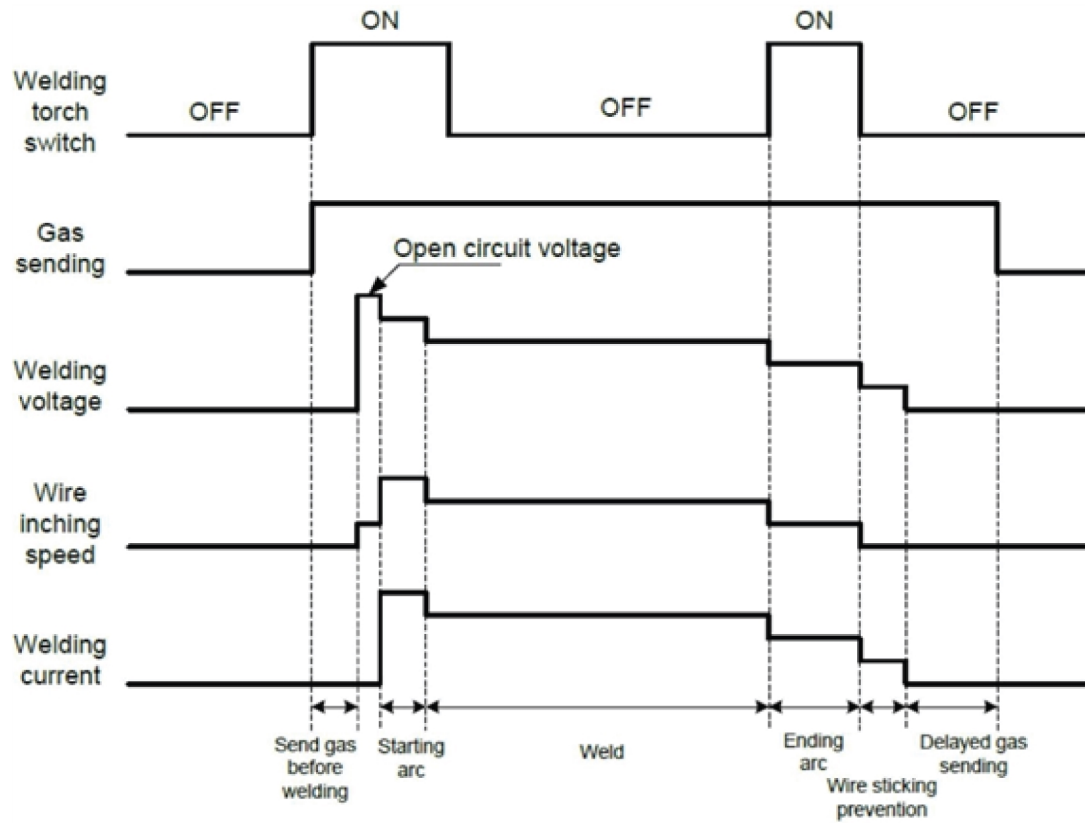 ON
ON
Welding
torch
switch
OFF
OFF
OFF
Gas
sending
Open circuit voltage
Welding
voltage
Wire
inching
speed
Welding
current
Send gas
before
welding
Starting
arc
Weld
Ending
arc
Wire sticking
prevention
Delayed gas
sending